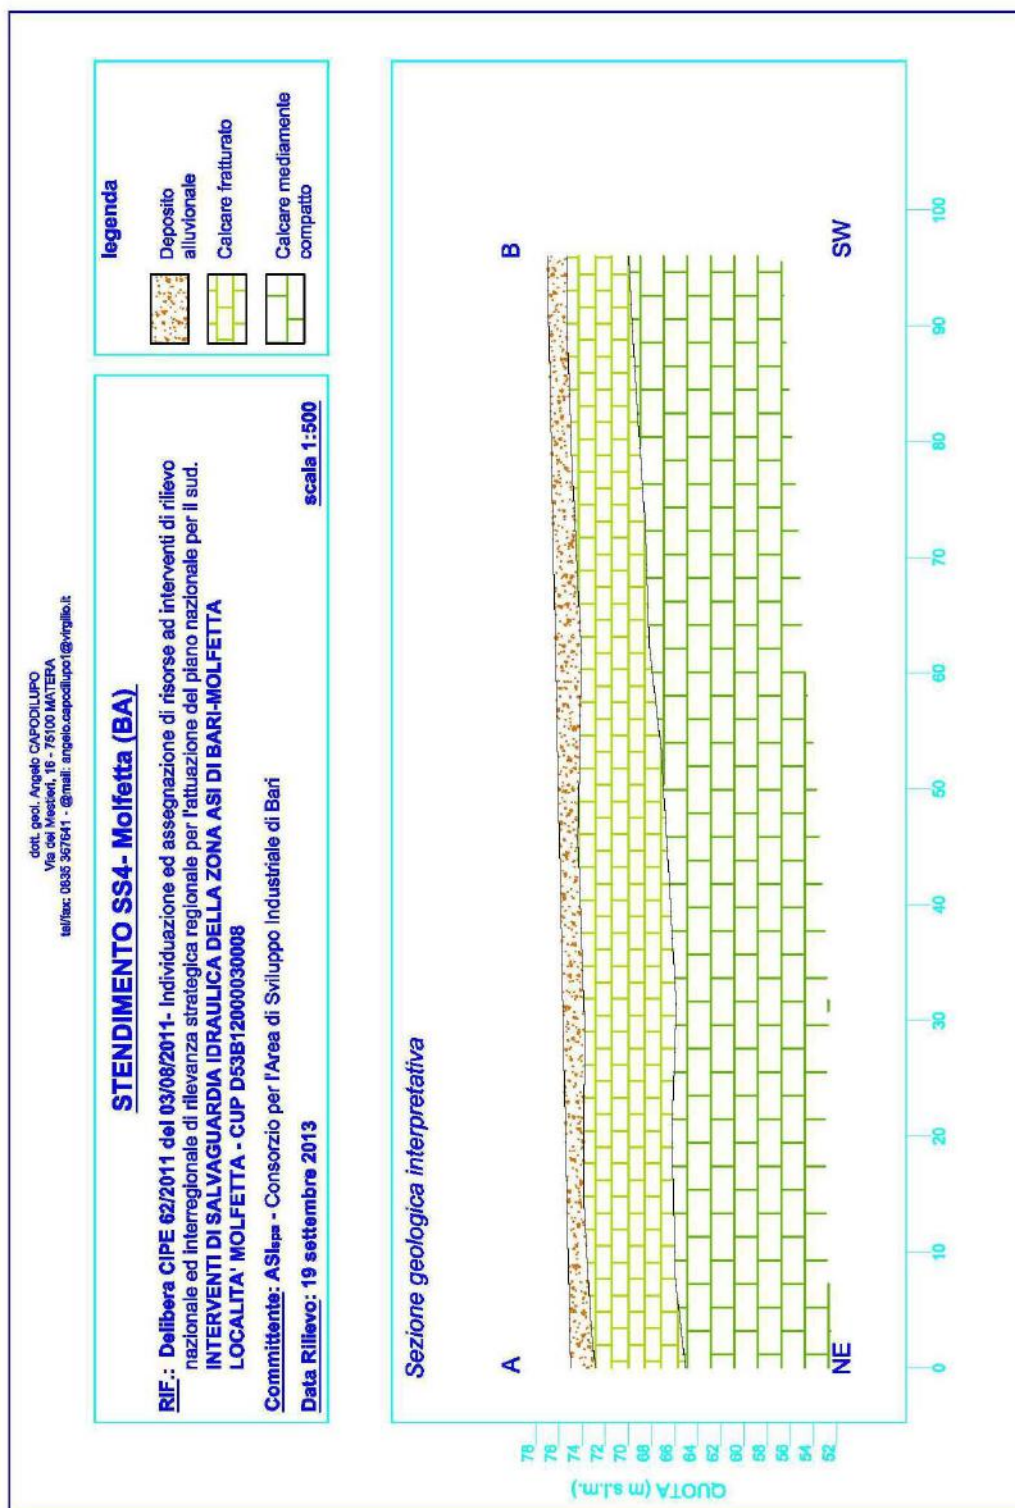 dott. geol. Angelo CAPODILUPO
Via dei Mestieri, 16 - 75100 MATERA
tel/fax: 0835 367641 - @mail: angelo.capodilupo1@virgilio.it
STENDIMENTO SS4- Molfetta (BA)
RIF.: Delibera CIPE 62/2011 del 03/08/2011- Individuazione ed assegnazione di risorse ad interventi di rilievo
nazionale ed interregionale di rilevanza strategica regionale per l'attuazione del piano nazionale per il sud.
INTERVENTI DI SALVAGUARDIA IDRAULICA DELLA ZONA ASI DI BARI-MOLFETTA
LOCALITA' MOLFETTA - CUP D53B12000030008
Committente: ASIspa - Consorzio per l'Area di Sviluppo Industriale di Bari
Data Rilievo: 19 settembre 2013
scala 1:500
legenda
Deposito
alluvionale
Calcare fratturato
Calcare mediamente
compatto
Sezione geologica interpretativa
A
B
QUOTA (m s.l.m.)
78
76
74
72
70
68
66
64
62
60
58
56
54
52
NE
SW
0
10
20
30
40
50
60
70
80
90
100